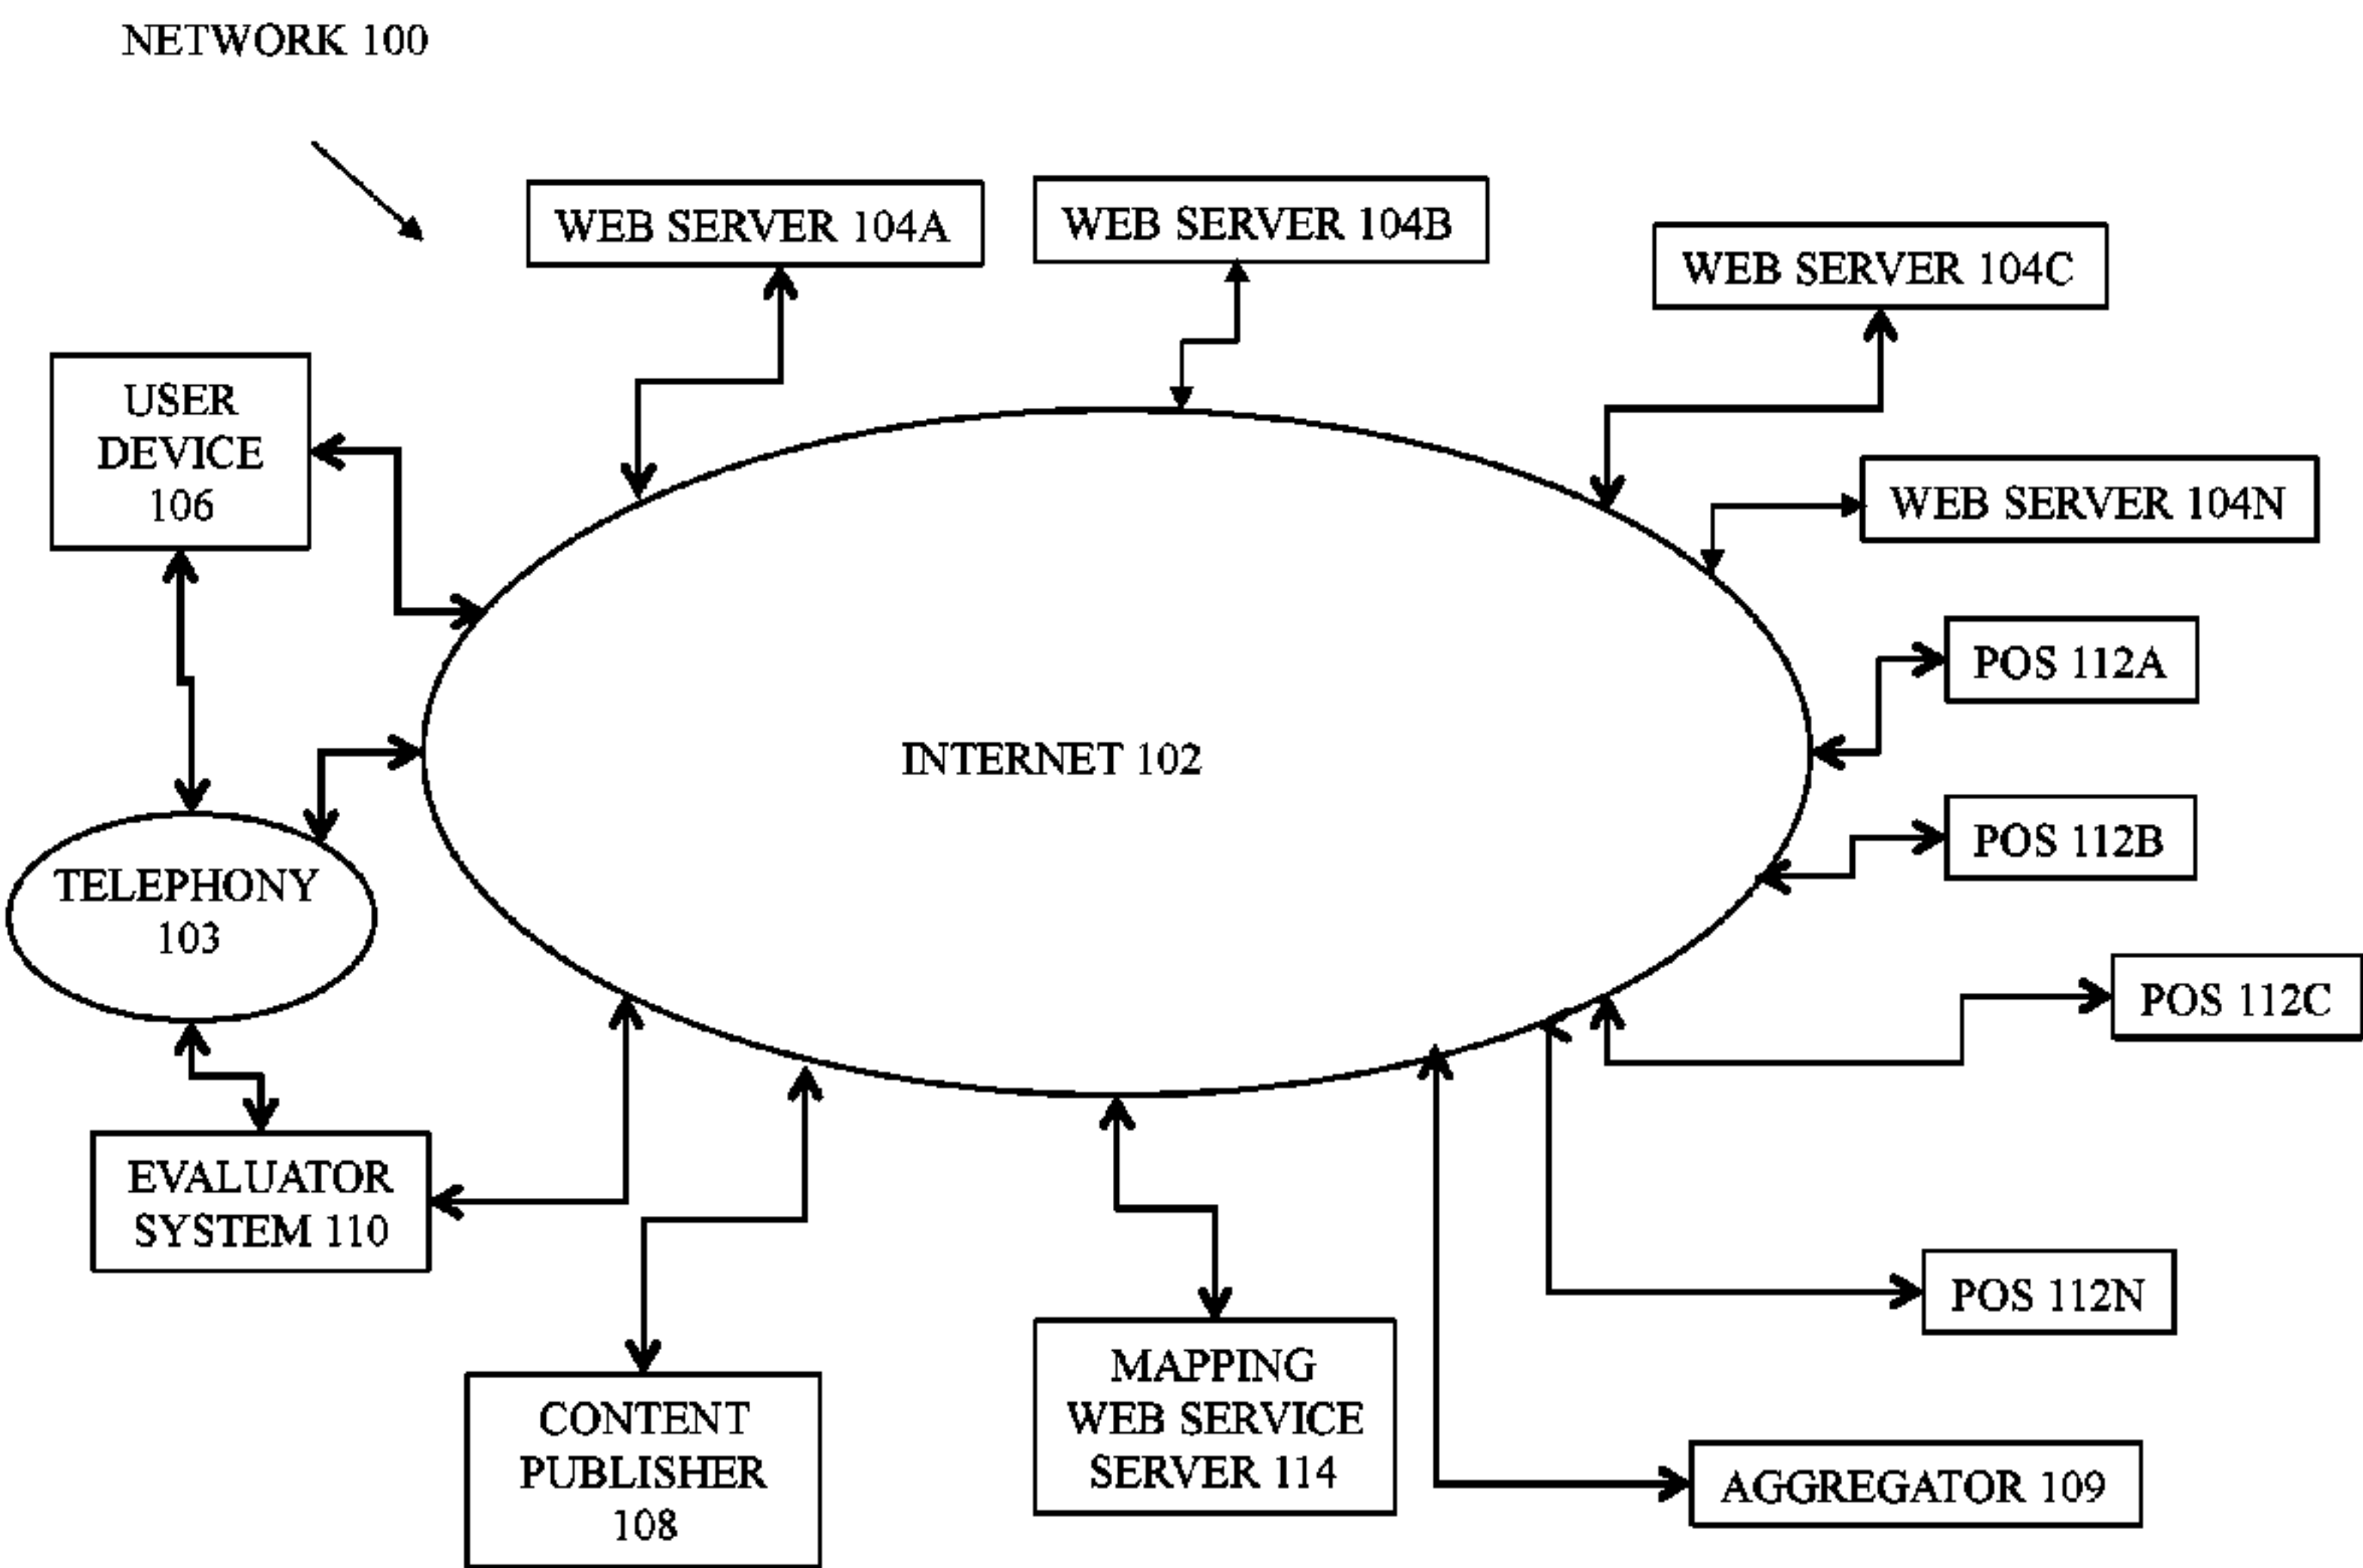 NETWORK 100
WEB SERVER 104A
WEB SERVER 104B
WEB SERVER 104C
USER
DEVICE
106
WEB SERVER 104N
POS 112A
INTERNET 102
POS 112B
TELEPHONY
103
POS 112C
EVALUATOR
SYSTEM 110
POS 112N
MAPPING
WEB SERVICE
SERVER 114
CONTENT
PUBLISHER
108
AGGREGATOR 109